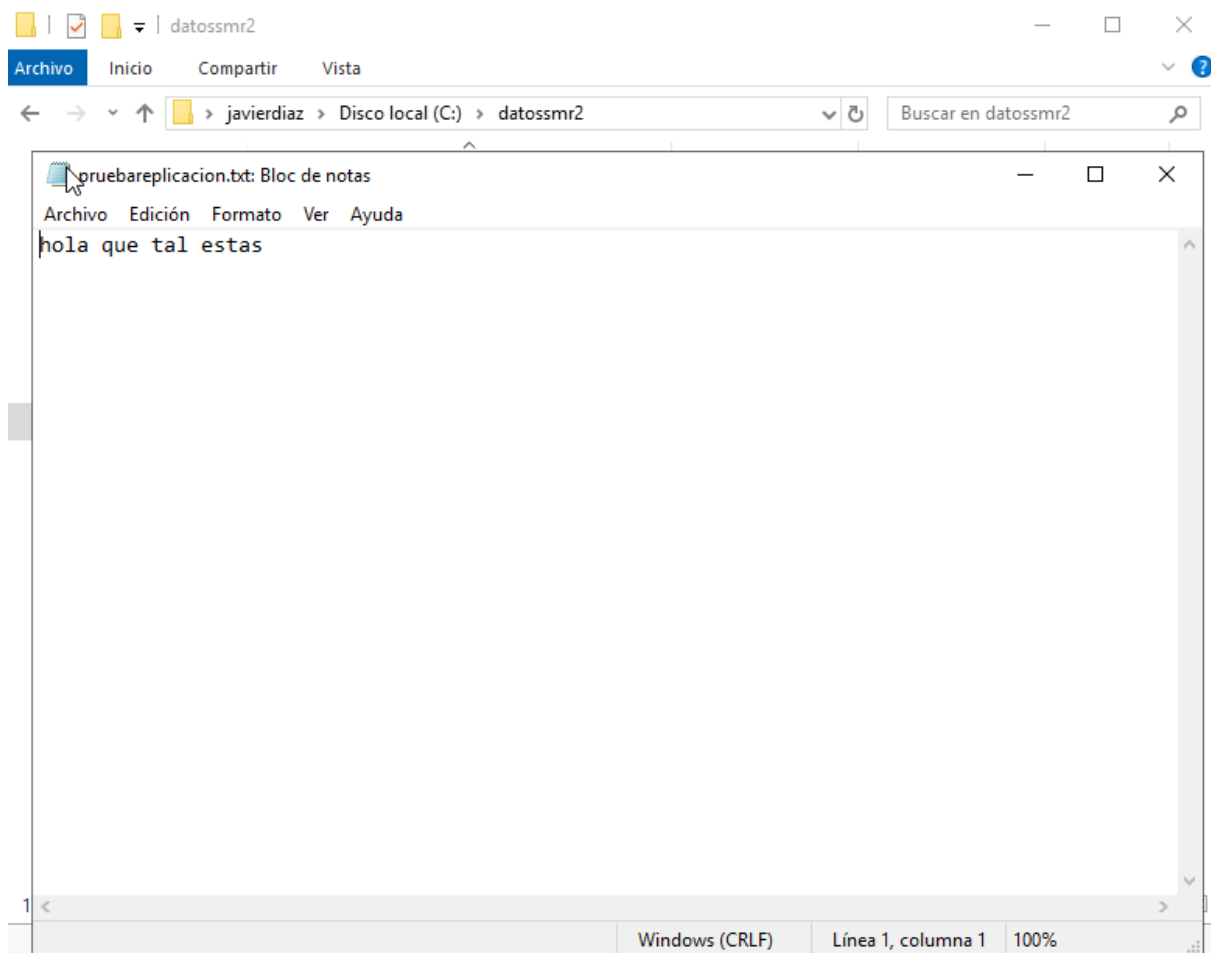 datossmr2
Archivo Inicio Compartir Vista
javierdiaz > Disco local (C:) > datossmr2 Buscar en datossmr2
pruebareplicacion.txt: Bloc de notas
Archivo Edición Formato Ver Ayuda
hola que tal estas
1
Windows (CRLF) Línea 1, columna 1 100%